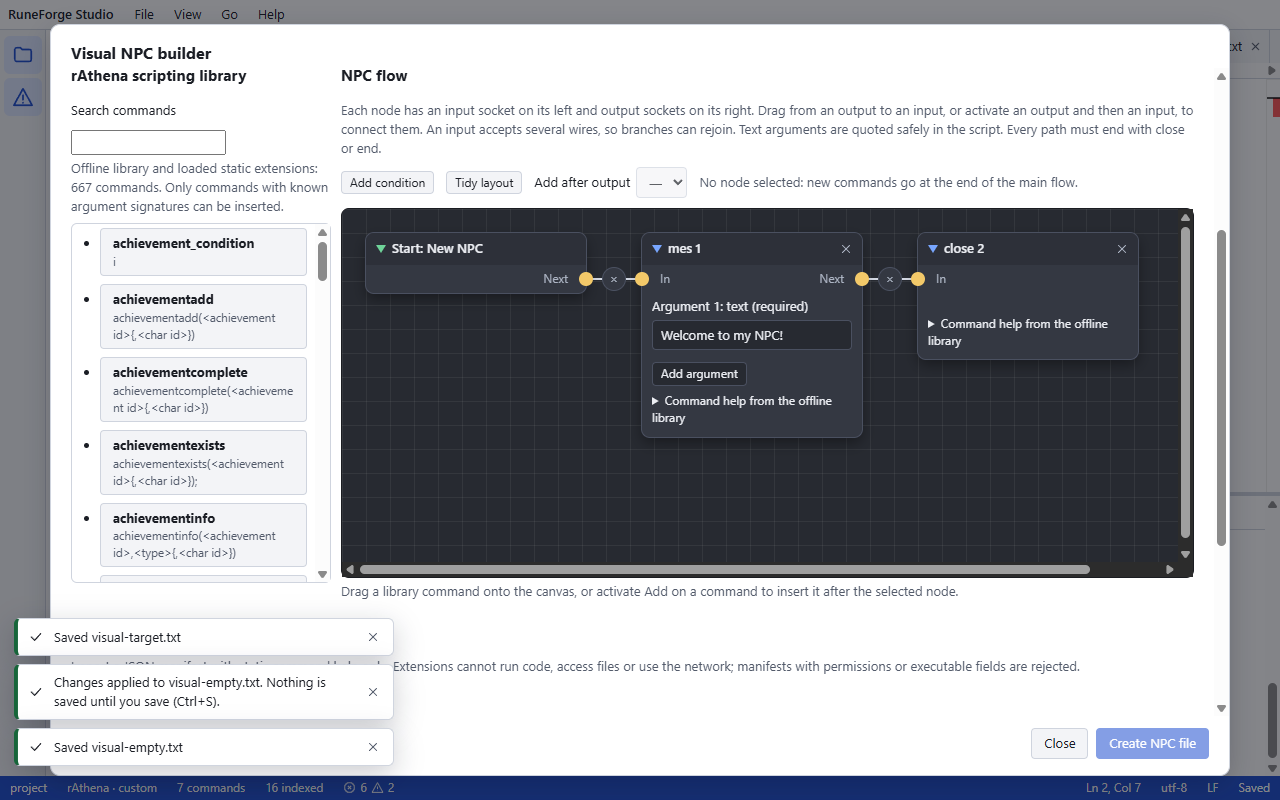 RuneForge Studio File View Go Help
Visual NPC builder
rAthena scripting library
Search commands
Offline library and loaded static extensions:
667 commands. Only commands with known
argument signatures can be inserted.
achievement_condition
i
achievementadd
achievementadd(<achievement
id>{,<char id>})
achievementcomplete
achievementcomplete(<achieveme
nt id>{,<char id>})
achievementexists
achievementexists(<achievement
id>{,<char id>});
achievementinfo
achievementinfo(<achievement
id>,<type>{,<char id>})
NPC flow
Each node has an input socket on its left and output sockets on its right. Drag from an output to an input, or activate an output and then an input, to
connect them. An input accepts several wires, so branches can rejoin. Text arguments are quoted safely in the script. Every path must end with close
or end.
Add condition Tidy layout Add after output — No node selected: new commands go at the end of the main flow.
Start: New NPC
Next
mes 1
In Next
Argument 1: text (required)
Welcome to my NPC!
Add argument
Command help from the offline
library
close 2
In
Command help from the offline
library
Drag a library command onto the canvas, or activate Add on a command to insert it after the selected node.
Extensions cannot run code, access files or use the network; manifests with permissions or executable fields are rejected.
Saved visual-target.txt
Changes applied to visual-empty.txt. Nothing is
saved until you save (Ctrl+S).
Saved visual-empty.txt
Close Create NPC file
project rAthena · custom 7 commands 16 indexed 6 2 Ln 2, Col 7 utf-8 LF Saved